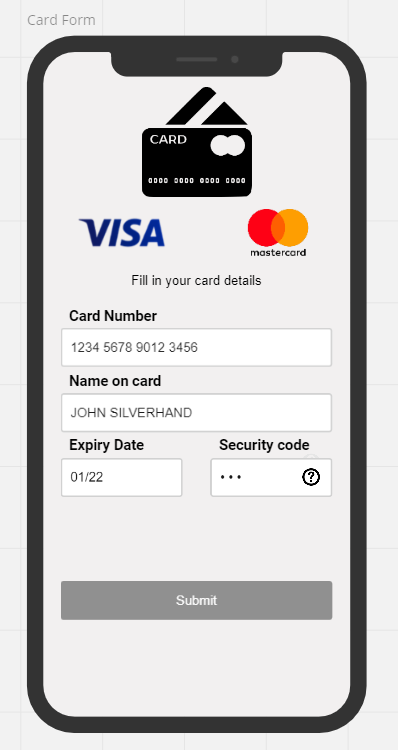 Card Form
CARD
0000 0000 0000 0000
VISA
mastercard
Fill in your card details
Card Number
1234 5678 9012 3456
Name on card
JOHN SILVERHAND
Expiry Date Security code
01/22 • • • ?
Submit